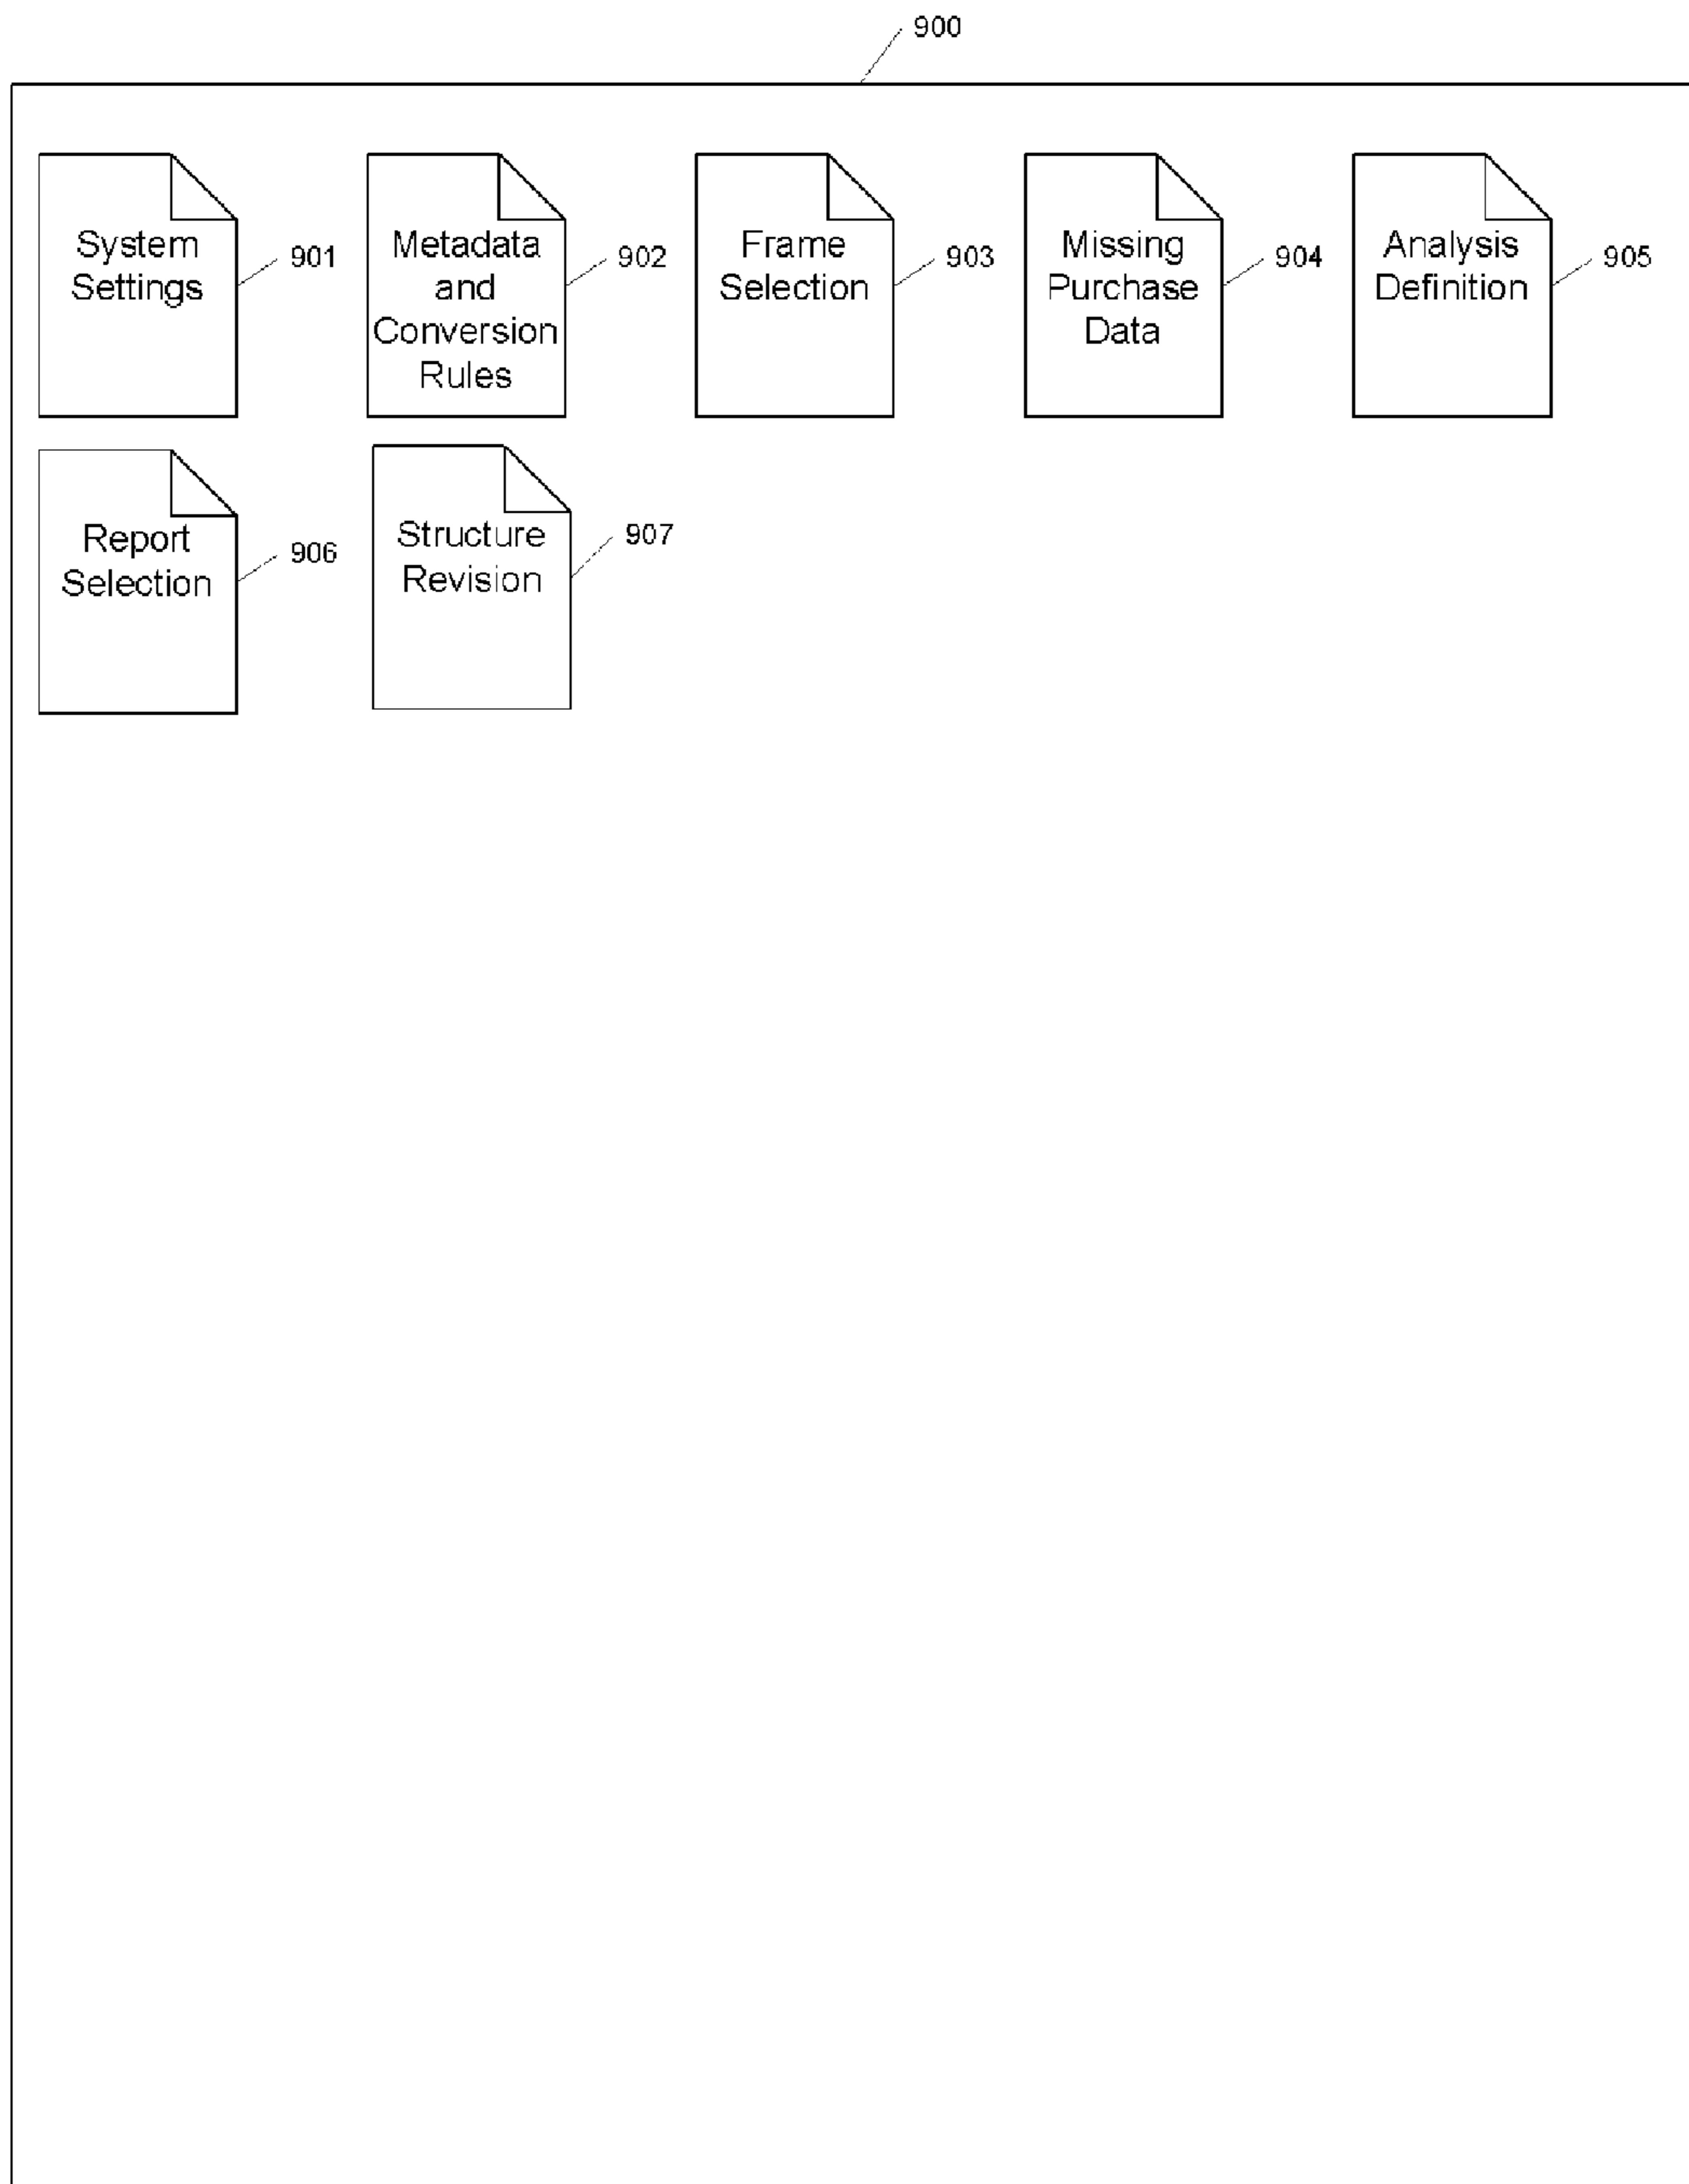 900
System
Settings
901
Metadata
and
Conversion
Rules
902
Frame
Selection
903
Missing
Purchase
Data
904
Analysis
Definition
905
Report
Selection
906
Structure
Revision
907